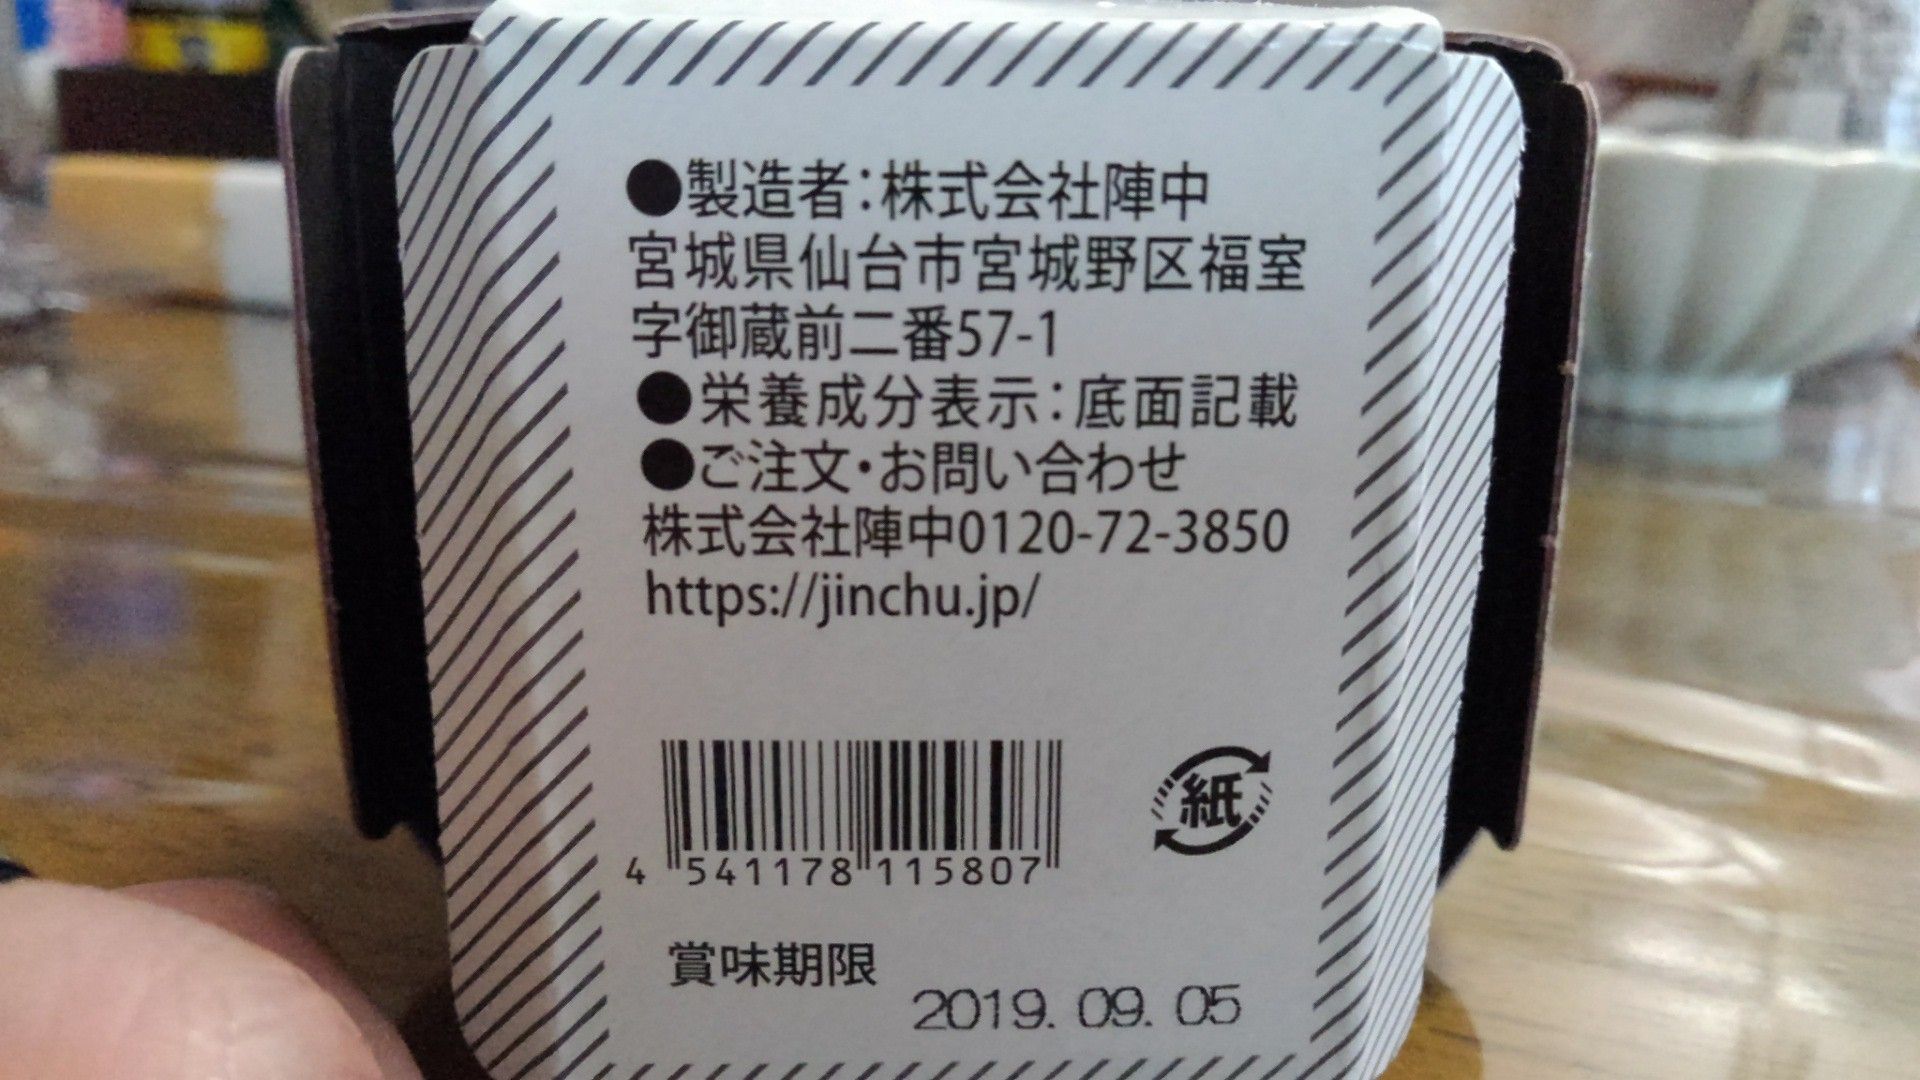 ●製造者:株式会社陣中
宮城県仙台市宮城野区福室
字御蔵前二番57-1
●栄養成分表示:底面記載
●ご注文・お問い合わせ
株式会社陣中0120-72-3850
https://jinchu.jp/
紙
4 541178 115807
賞味期限
2019.09.05